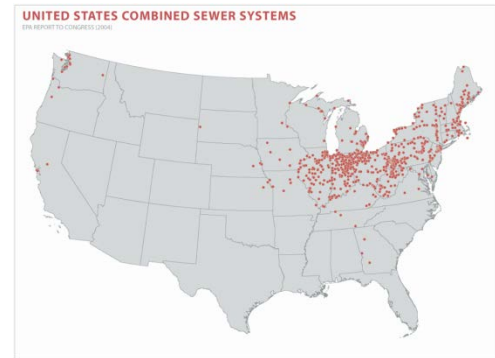 UNITED STATES COMBINED SEWER SYSTEMS
EPA REPORT TO CONGRESS (2004)